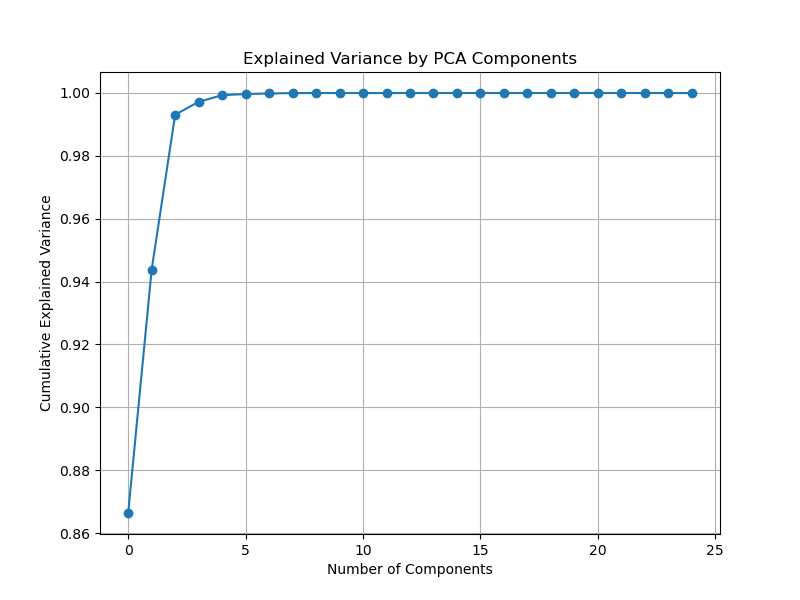 Explained Variance by PCA Components
1.00
0.98
0.96
0.94
0.92
0.90
0.88
0.86
Cumulative Explained Variance
0 5 10 15 20 25
Number of Components